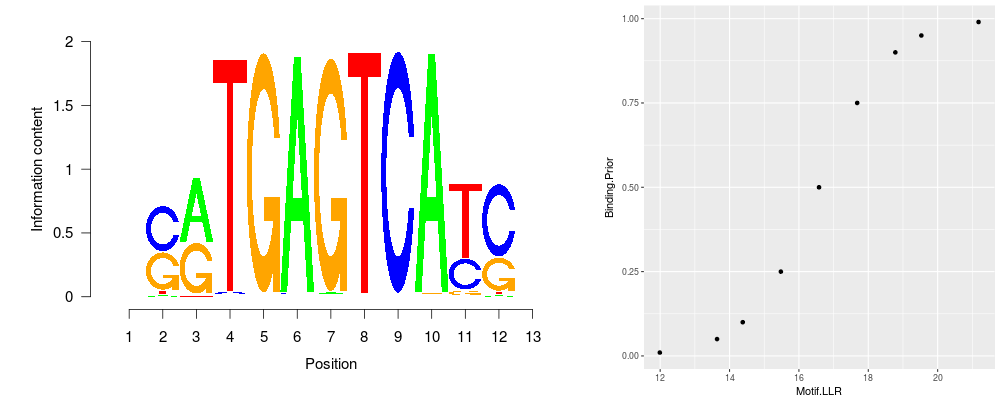 Information content
2
1.5
1
0.5
0
C A T G A G T C A T C
G G C G
1 2 3 4 5 6 7 8 9 10 11 12 13
Position
Binding.Prior
1.00
0.75
0.50
0.25
0.00
12 14 16 18 20
Motif.LLR